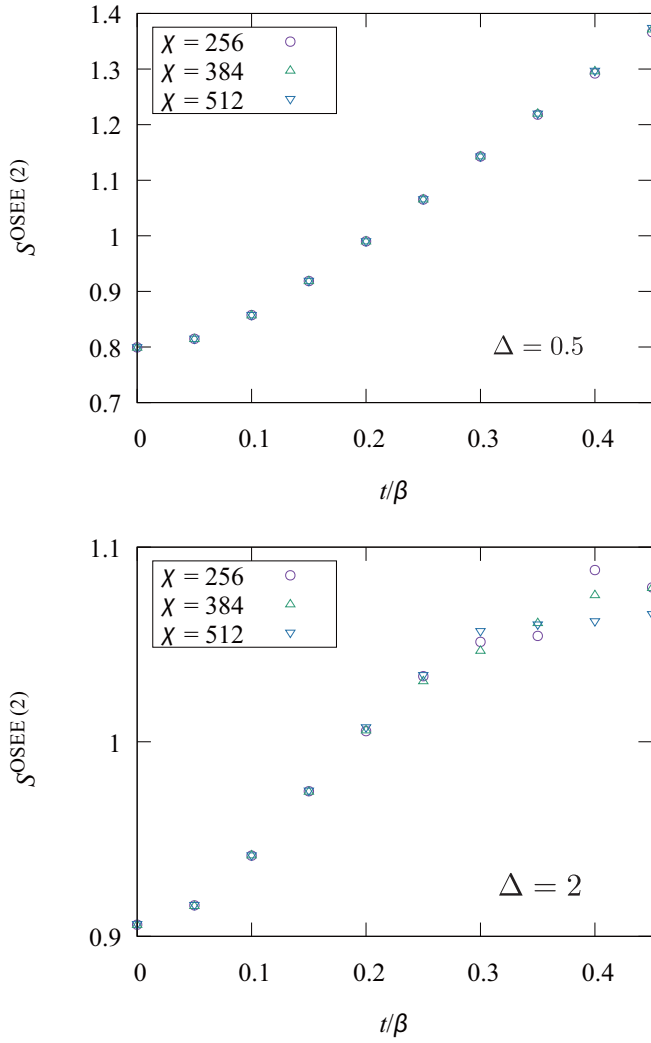 1.4
1.3
1.2
1.1
1
0.9
0.8
0.7
S^OSEE (2)
χ = 256
χ = 384
χ = 512
Δ = 0.5
0 0.1 0.2 0.3 0.4
t/β
1.1
1
0.9
S^OSEE (2)
χ = 256
χ = 384
χ = 512
Δ = 2
0 0.1 0.2 0.3 0.4
t/β